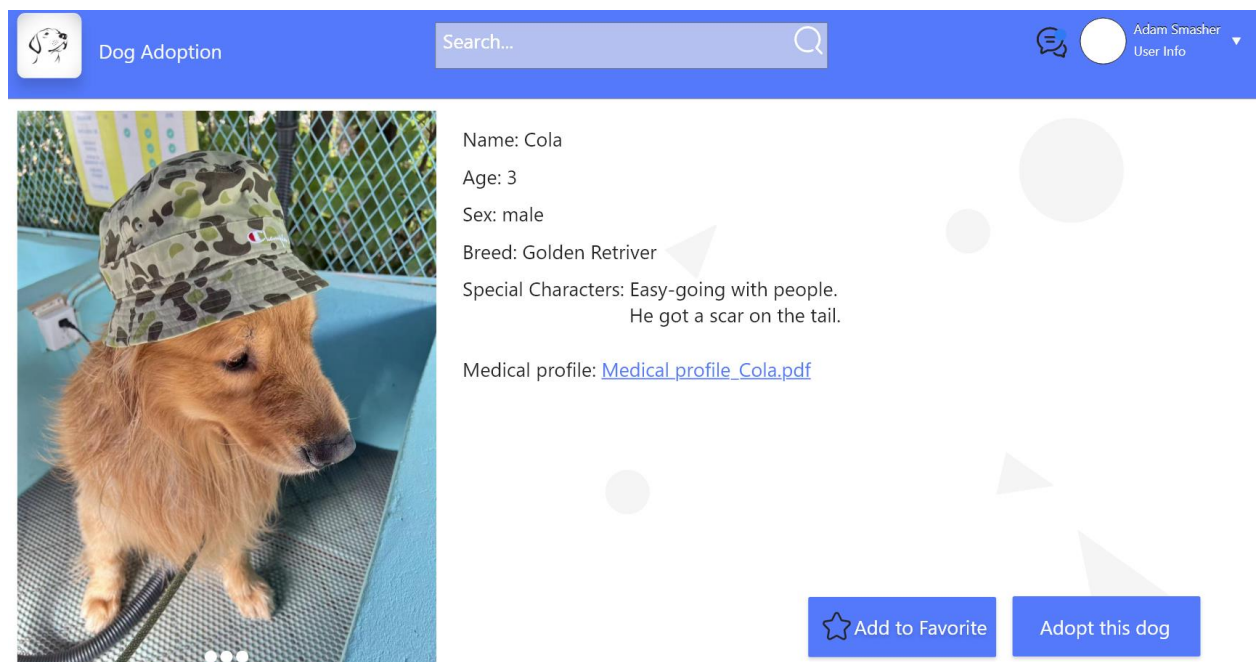 Dog Adoption
Search...
Adam Smasher
User Info
Name: Cola
Age: 3
Sex: male
Breed: Golden Retriver
Special Characters: Easy-going with people.
He got a scar on the tail.
Medical profile: Medical profile_Cola.pdf
Add to Favorite
Adopt this dog